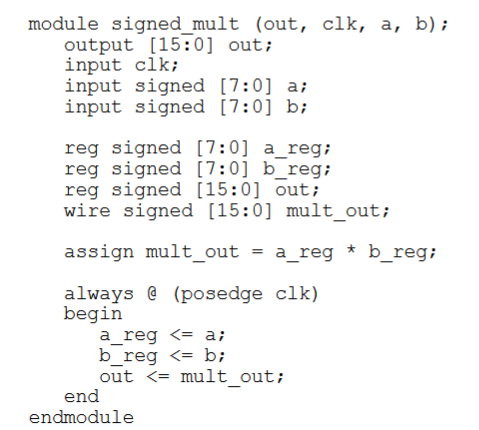 module signed_mult (out, clk, a, b);
output [15:0] out;
input clk;
input signed [7:0] a;
input signed [7:0] b;
reg signed [7:0] a_reg;
reg signed [7:0] b_reg;
reg signed [15:0] out;
wire signed [15:0] mult_out;
assign mult_out = a_reg * b_reg;
always @ (posedge clk)
begin
a_reg <= a;
b_reg <= b;
out <= mult_out;
end
endmodule